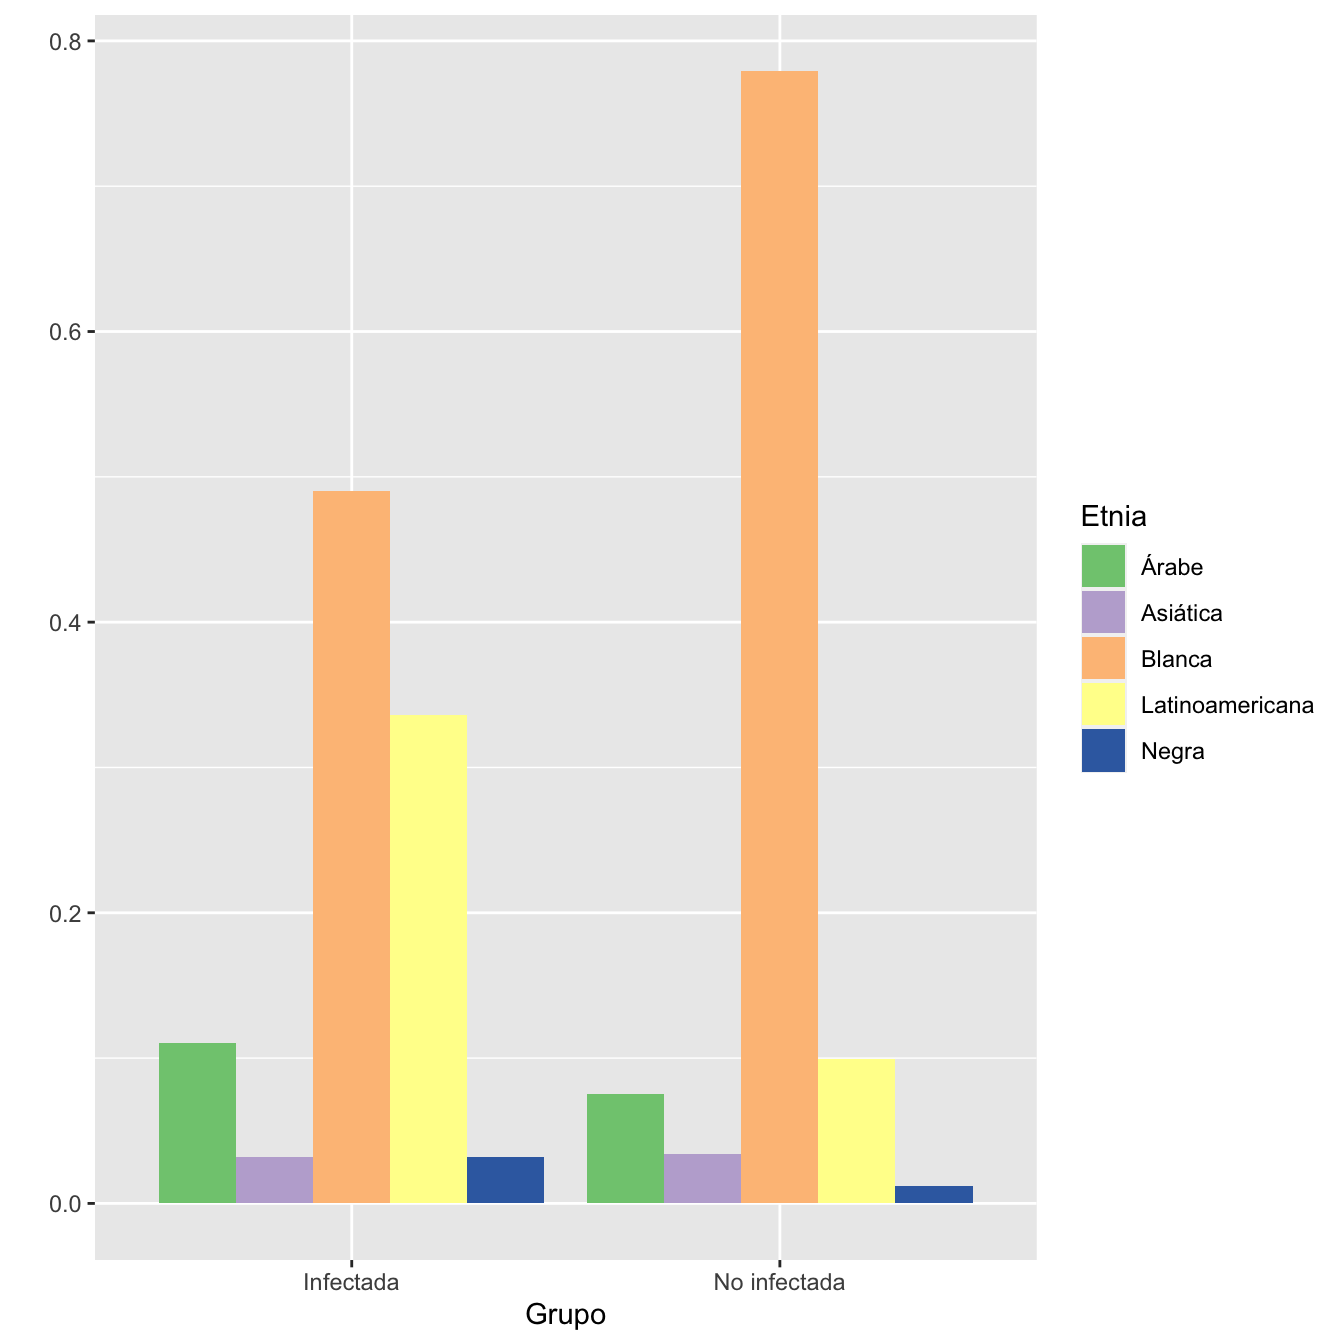 0.8
0.6
0.4
0.2
0.0
Infectada
No infectada
Grupo
Etnia
Árabe
Asiática
Blanca
Latinoamericana
Negra